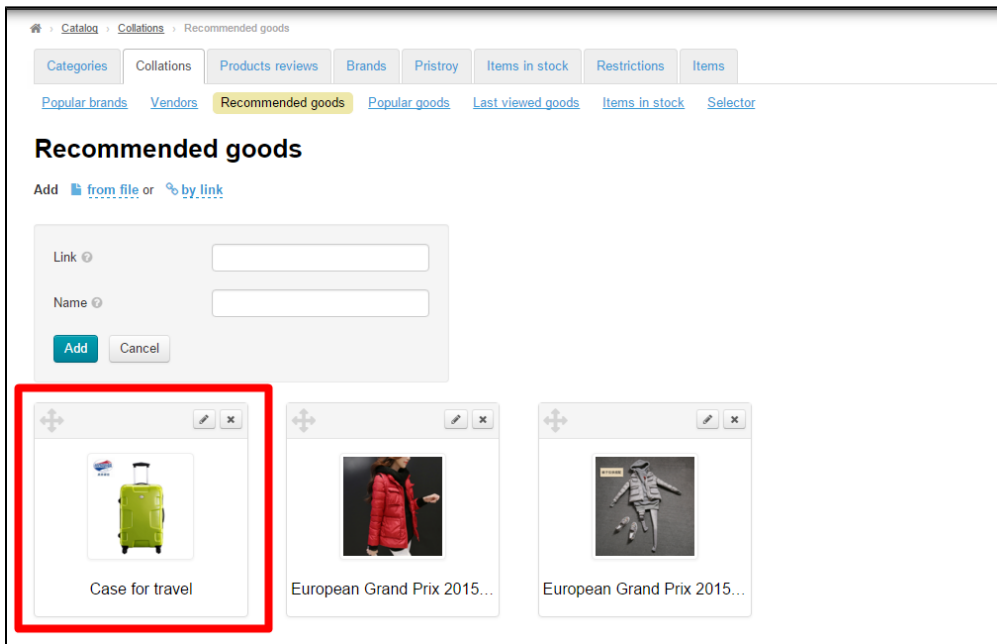 Catalog › Collations › Recommended goods
Categories Collations Products reviews Brands Pristroy Items in stock Restrictions Items
Popular brands Vendors Recommended goods Popular goods Last viewed goods Items in stock Selector
Recommended goods
Add from file or by link
Link
Name
Add Cancel
Case for travel
European Grand Prix 2015...
European Grand Prix 2015...